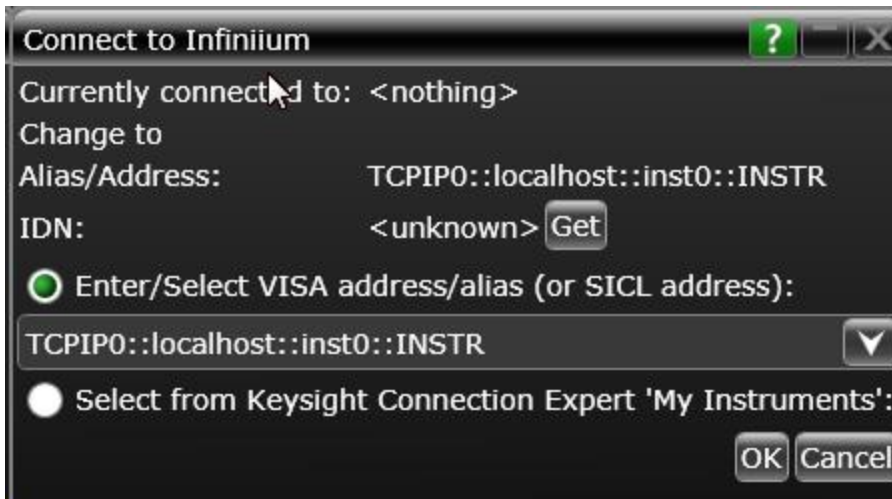 Connect to Infiniium ? X
Currently connected to: <nothing>
Change to
Alias/Address: TCPIP0::localhost::inst0::INSTR
IDN: <unknown> Get
Enter/Select VISA address/alias (or SICL address):
TCPIP0::localhost::inst0::INSTR
Select from Keysight Connection Expert 'My Instruments':
OK Cancel